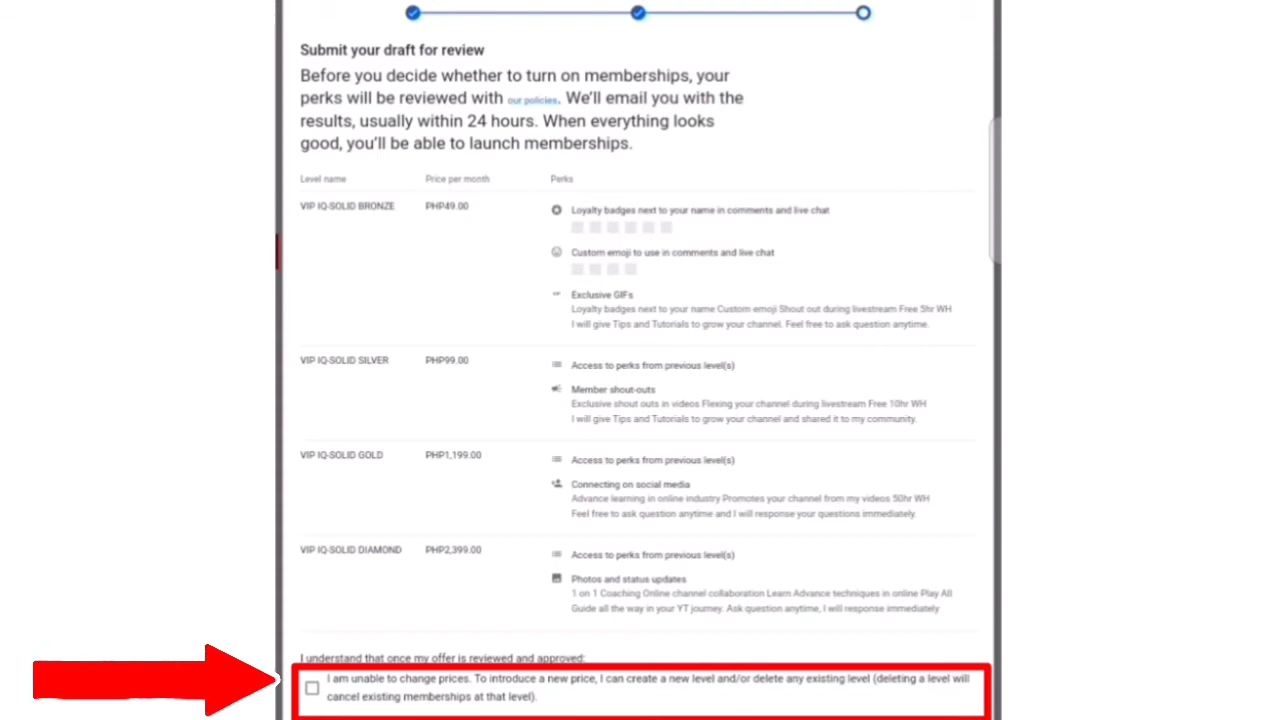 Submit your draft for review
Before you decide whether to turn on memberships, your
perks will be reviewed with our policies. We'll email you with the
results, usually within 24 hours. When everything looks
good, you'll be able to launch memberships.
Level name Price per month Perks
VIP IQ-SOLID BRONZE PHP49.00 Loyalty badges next to your name in comments and live chat
Custom emoji to use in comments and live chat
Exclusive GIFs
Loyalty badges next to your name Custom emoji Shout out during livestream Free 5hr WH
I will give Tips and Tutorials to grow your channel. Feel free to ask question anytime.
VIP IQ-SOLID SILVER PHP99.00 Access to perks from previous level(s)
Member shout-outs
Exclusive shout outs in videos Flexing your channel during livestream Free 10hr WH
I will give Tips and Tutorials to grow your channel and shared it to my community.
VIP IQ-SOLID GOLD PHP1,199.00 Access to perks from previous level(s)
Connecting on social media
Advance learning in online industry Promotes your channel from my videos 50hr WH
Feel free to ask question anytime and I will response your questions immediately.
VIP IQ-SOLID DIAMOND PHP2,399.00 Access to perks from previous level(s)
Photos and status updates
1 on 1 Coaching Online channel collaboration Learn Advance techniques in online Play All
Guide all the way in your YT journey. Ask question anytime, I will response immediately
I understand that once my offer is reviewed and approved:
I am unable to change prices. To introduce a new price, I can create a new level and/or delete any existing level (deleting a level will
cancel existing memberships at that level).